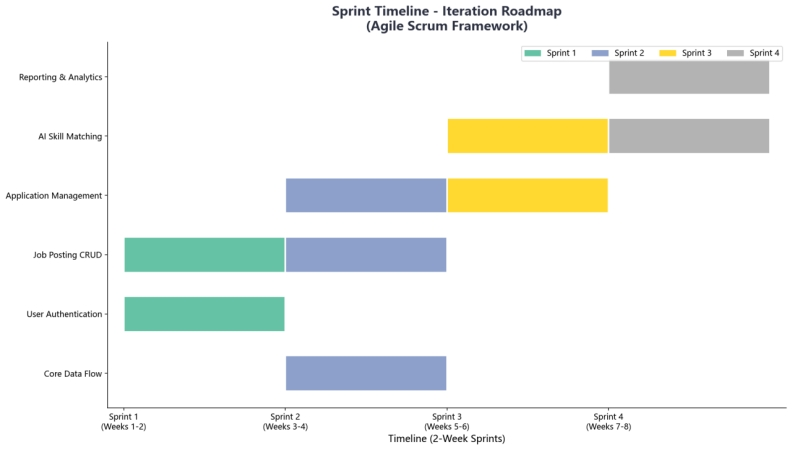 Sprint Timeline - Iteration Roadmap
(Agile Scrum Framework)
Sprint 1
Sprint 2
Sprint 3
Sprint 4
Reporting & Analytics
AI Skill Matching
Application Management
Job Posting CRUD
User Authentication
Core Data Flow
Sprint 1
(Weeks 1-2)
Sprint 2
(Weeks 3-4)
Sprint 3
(Weeks 5-6)
Sprint 4
(Weeks 7-8)
Timeline (2-Week Sprints)